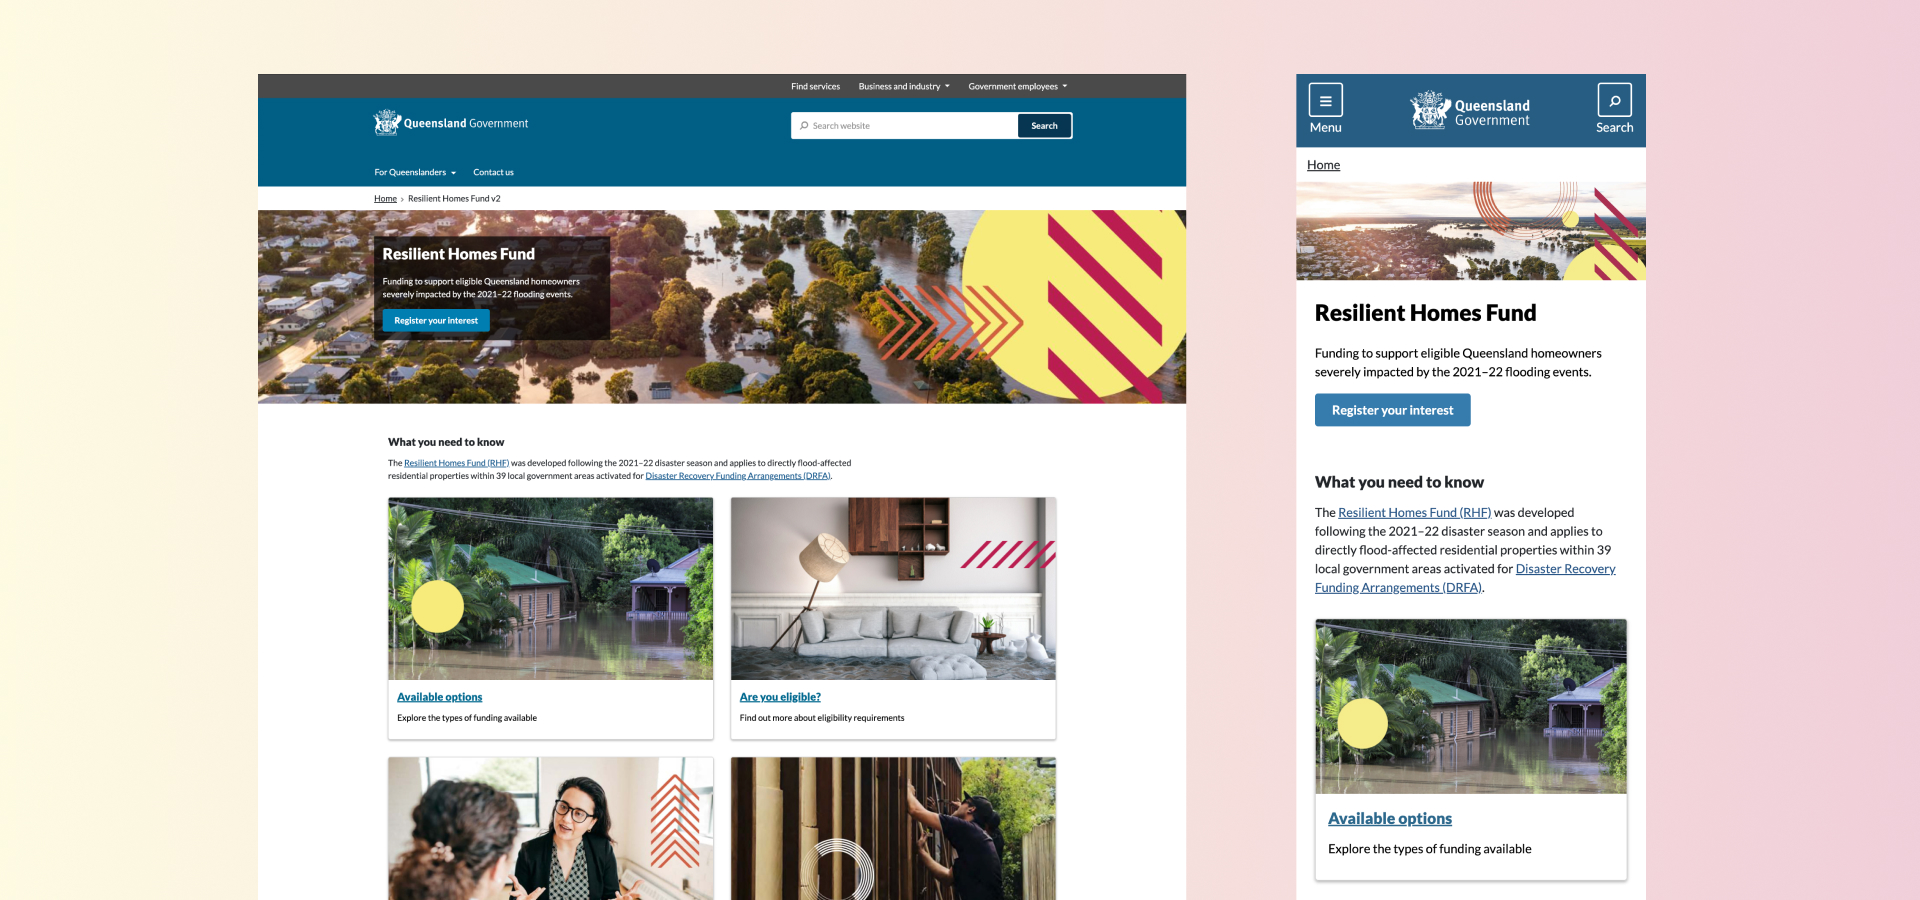 Find services
Business and industry
Government employees
Queensland Government
Search website
Search
For Queenslanders
Contact us
Home › Resilient Homes Fund v2
Resilient Homes Fund
Funding to support eligible Queensland homeowners
severely impacted by the 2021–22 flooding events.
Register your interest
What you need to know
The Resilient Homes Fund (RHF) was developed following the 2021–22 disaster season and applies to directly flood-affected
residential properties within 39 local government areas activated for Disaster Recovery Funding Arrangements (DRFA).
Available options
Explore the types of funding available
Are you eligible?
Find out more about eligibility requirements
Menu
Queensland
Government
Search
Home
Resilient Homes Fund
Funding to support eligible Queensland homeowners
severely impacted by the 2021–22 flooding events.
Register your interest
What you need to know
The Resilient Homes Fund (RHF) was developed
following the 2021–22 disaster season and applies to
directly flood-affected residential properties within 39
local government areas activated for Disaster Recovery
Funding Arrangements (DRFA).
Available options
Explore the types of funding available